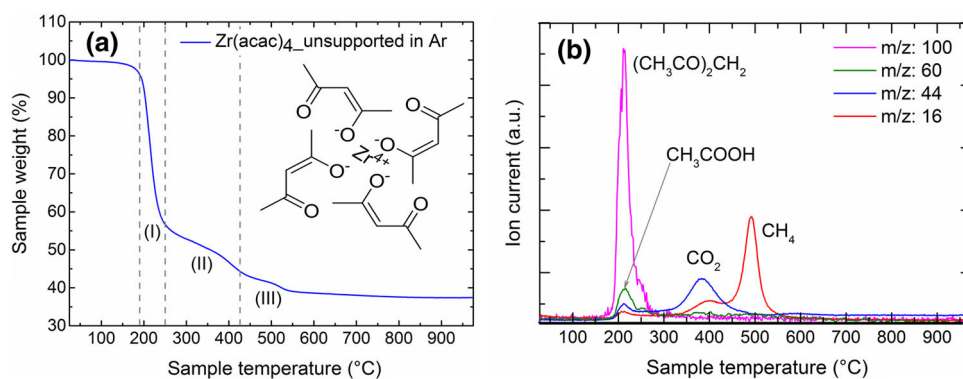 (a)
Zr(acac)4_unsupported in Ar
100
90
80
70
60
50
40
30
Sample weight (%)
(I)
(II)
(III)
O
O⁻
O
O⁻
Zr4+
O⁻
O
O⁻
O
100 200 300 400 500 600 700 800 900
Sample temperature (°C)
(b)
m/z: 100
m/z: 60
m/z: 44
m/z: 16
(CH₃CO)₂CH₂
CH₃COOH
CO₂
CH₄
Ion current (a.u.)
100 200 300 400 500 600 700 800 900
Sample temperature (°C)